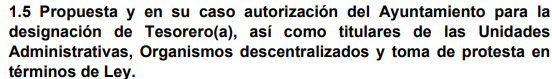 1.5 Propuesta y en su caso autorización del Ayuntamiento para la
designación de Tesorero(a), así como titulares de las Unidades
Administrativas, Organismos descentralizados y toma de protesta en
términos de Ley.